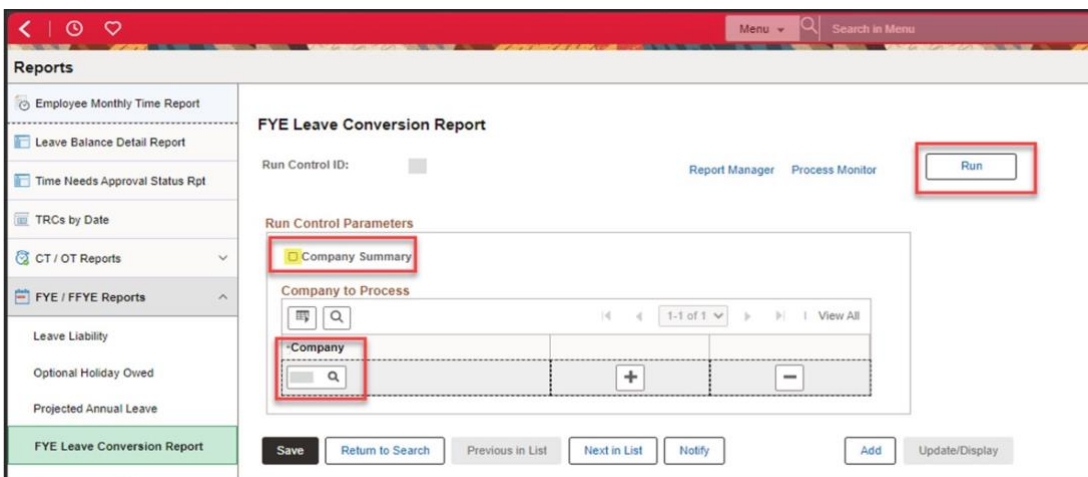 Menu
Search in Menu
Reports
Employee Monthly Time Report
Leave Balance Detail Report
Time Needs Approval Status Rpt
TRCs by Date
CT / OT Reports
FYE / FFYE Reports
Leave Liability
Optional Holiday Owed
Projected Annual Leave
FYE Leave Conversion Report
FYE Leave Conversion Report
Run Control ID:
Report Manager Process Monitor Run
Run Control Parameters
Company Summary
Company to Process
1-1 of 1 View All
*Company
Save Return to Search Previous in List Next in List Notify Add Update/Display